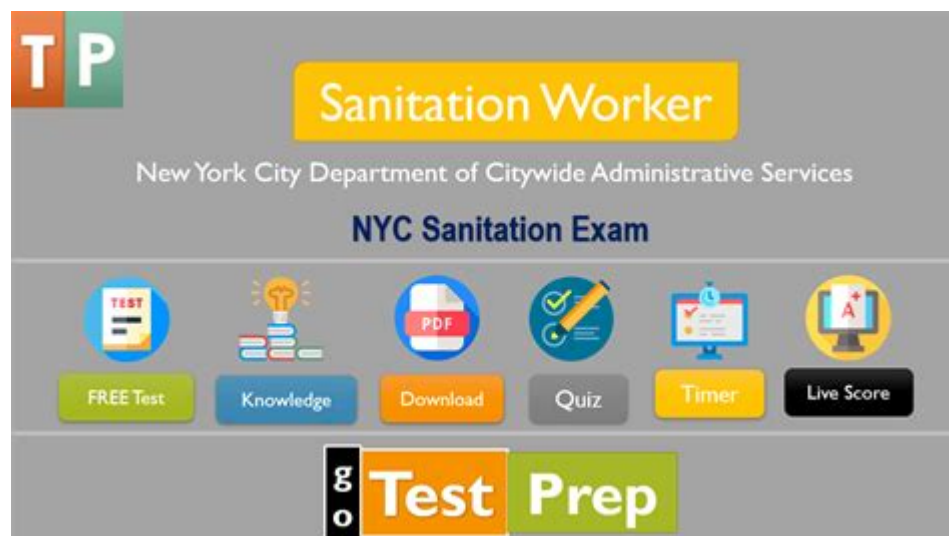 TP
Sanitation Worker
New York City Department of Citywide Administrative Services
NYC Sanitation Exam
TEST
PDF
A+
FREE Test
Knowledge
Download
Quiz
Timer
Live Score
go
Test Prep